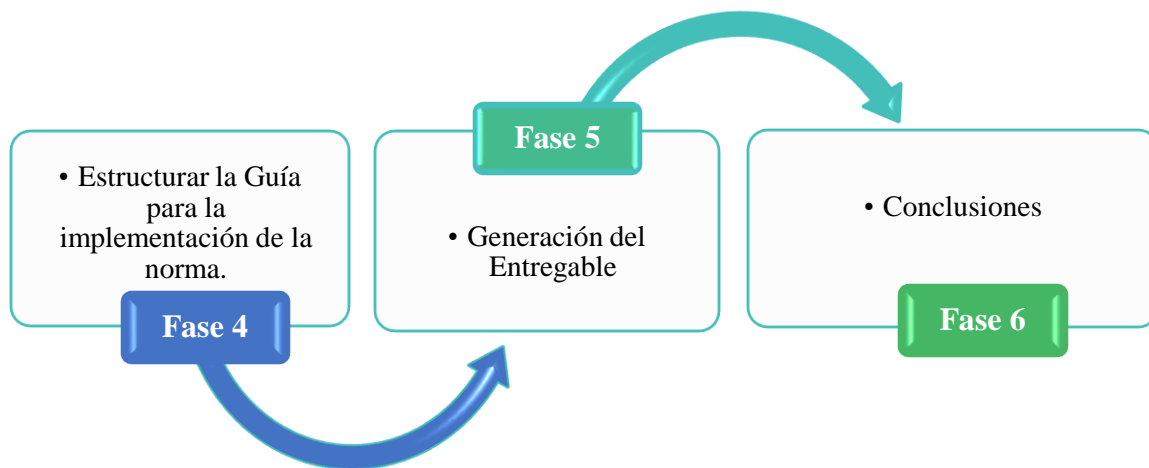 • Estructurar la Guía
para la
implementación de la
norma.
Fase 4
Fase 5
• Generación del
Entregable
• Conclusiones
Fase 6